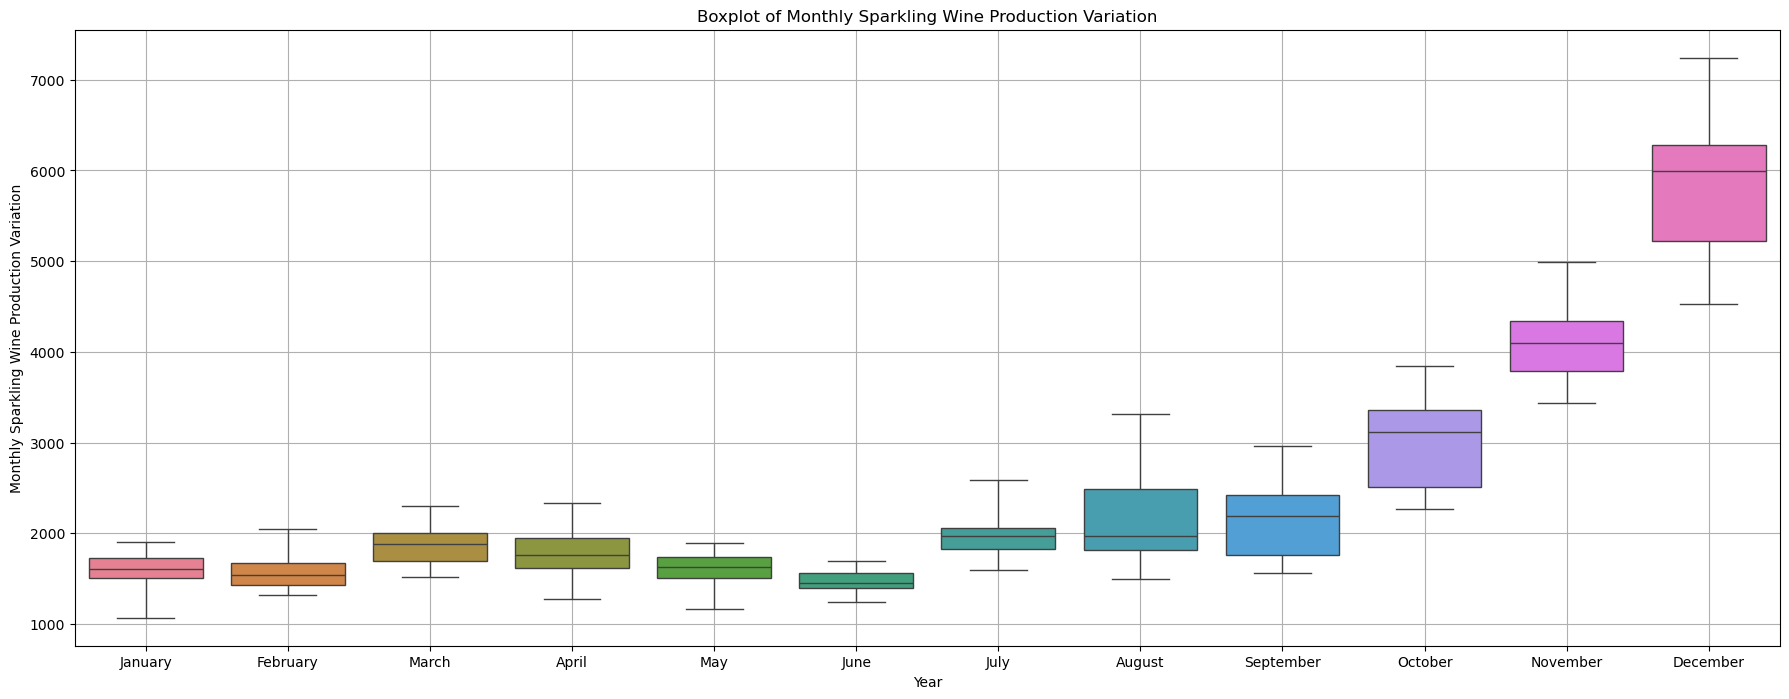 Boxplot of Monthly Sparkling Wine Production Variation
Monthly Sparkling Wine Production Variation
7000
6000
5000
4000
3000
2000
1000
January February March April May June July August September October November December
Year